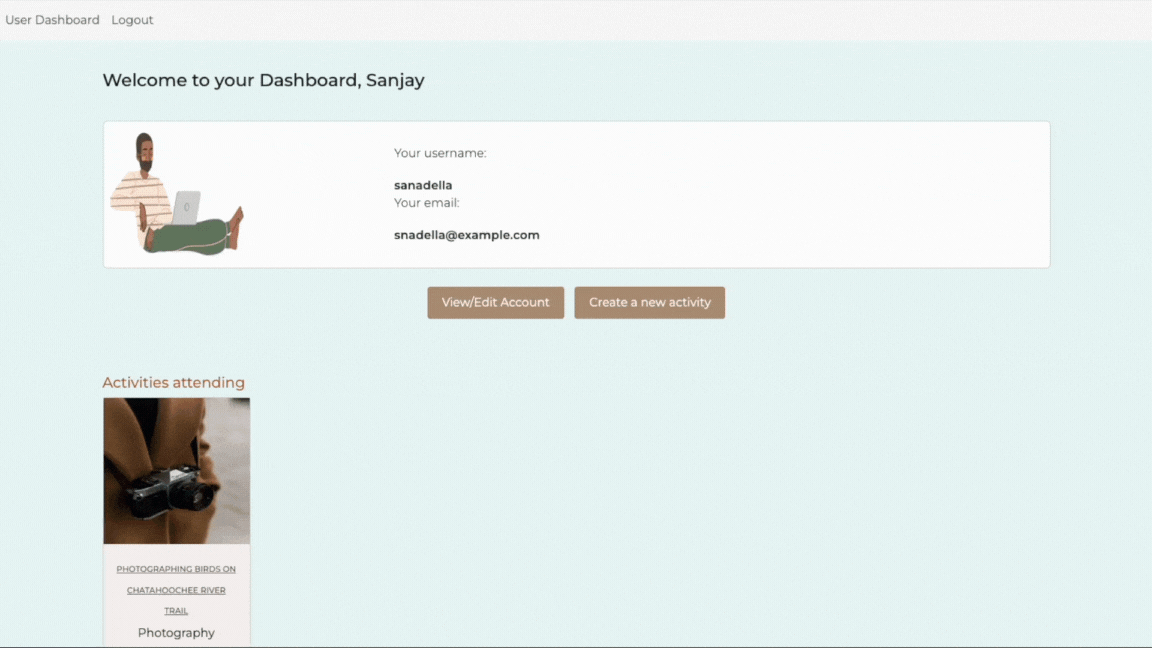 User Dashboard Logout
Welcome to your Dashboard, Sanjay
Your username:
sanadella
Your email:
snadella@example.com
View/Edit Account Create a new activity
Activities attending
PHOTOGRAPHING BIRDS ON
CHATAHOOCHEE RIVER
TRAIL
Photography